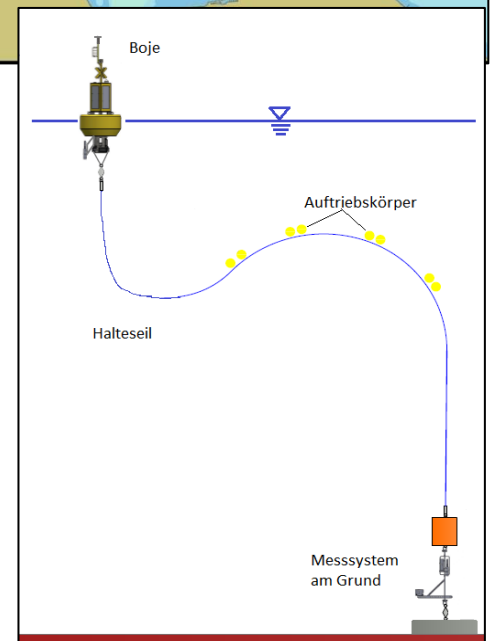 Boje
Auftriebskörper
Halteseil
Messsystem
am Grund